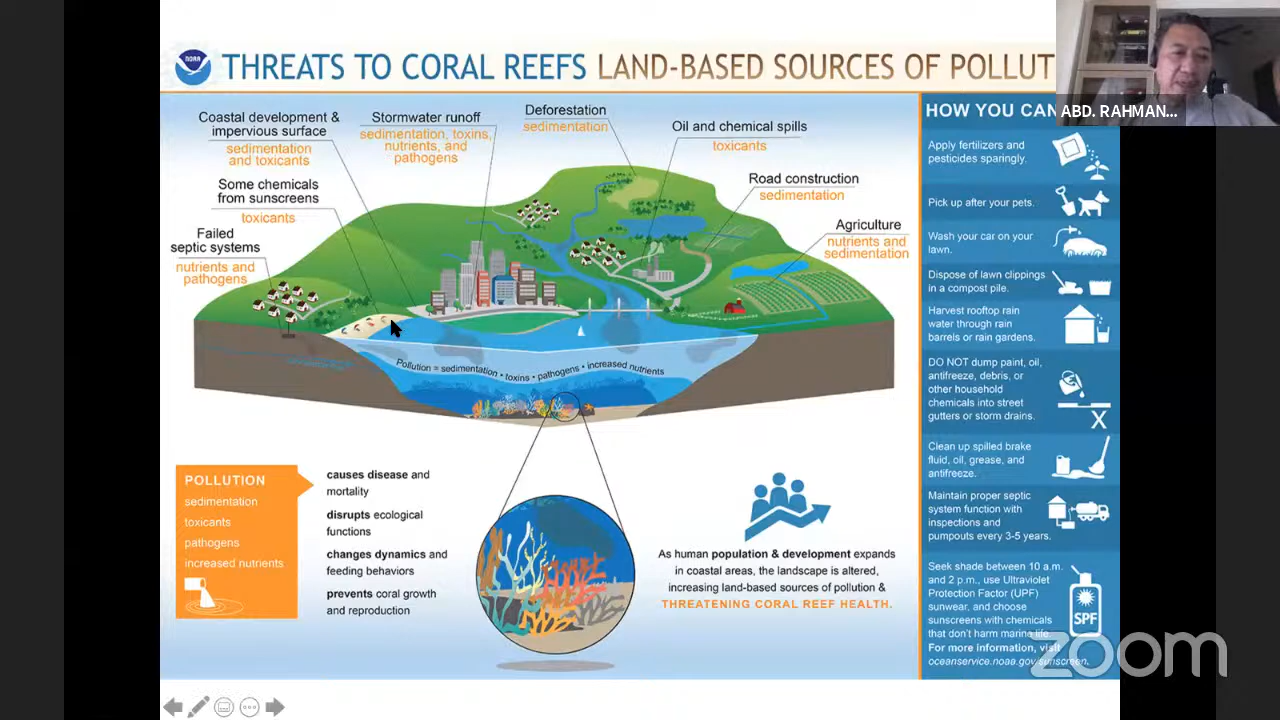 NOAA
THREATS TO CORAL REEFS LAND-BASED SOURCES OF POLLUT
ABD. RAHMAN...
Coastal development &
impervious surface
sedimentation
and toxicants
Stormwater runoff
sedimentation, toxins,
nutrients, and
pathogens
Deforestation
sedimentation
Oil and chemical spills
toxicants
Some chemicals
from sunscreens
toxicants
Road construction
sedimentation
Failed
septic systems
nutrients and
pathogens
Agriculture
nutrients and
sedimentation
Pollution = sedimentation • toxins • pathogens • increased nutrients
POLLUTION
sedimentation
toxicants
pathogens
increased nutrients
causes disease and
mortality
disrupts ecological
functions
changes dynamics and
feeding behaviors
prevents coral growth
and reproduction
As human population & development expands
in coastal areas, the landscape is altered,
increasing land-based sources of pollution &
THREATENING CORAL REEF HEALTH.
HOW YOU CAN
Apply fertilizers and
pesticides sparingly.
Pick up after your pets.
Wash your car on your
lawn.
Dispose of lawn clippings
in a compost pile.
Harvest rooftop rain
water through rain
barrels or rain gardens.
DO NOT dump paint, oil,
antifreeze, debris, or
other household
chemicals into street
gutters or storm drains.
X
Clean up spilled brake
fluid, oil, grease, and
antifreeze.
Maintain proper septic
system function with
inspections and
pumpouts every 3-5 years.
Seek shade between 10 a.m.
and 2 p.m., use Ultraviolet
Protection Factor (UPF)
sunwear, and choose
sunscreens with chemicals
that don't harm marine life.
For more information, visit
oceanservice.noaa.gov/sunscreen.
SPF
zoom